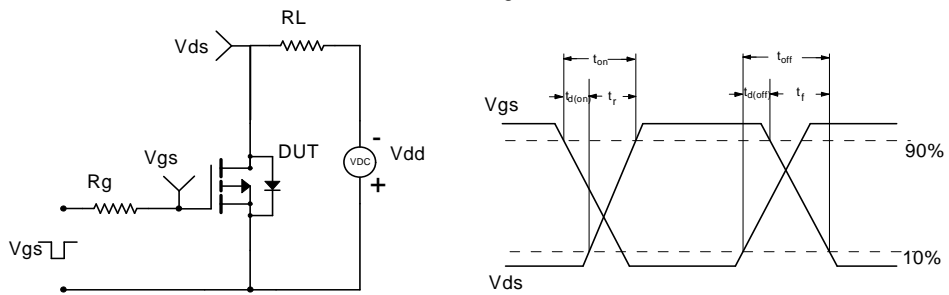 RL
Vds
Vgs
DUT
VDC
-
+
Vdd
Rg
Vgs
ton
toff
td(on)
tr
td(off)
tf
Vgs
90%
10%
Vds